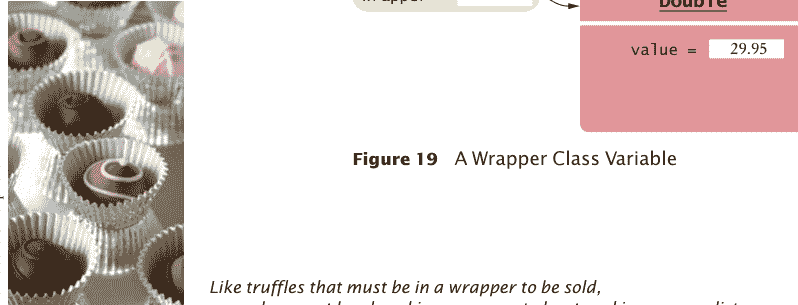 wrapper
Double
value = 29.95
Figure 19 A Wrapper Class Variable
Like truffles that must be in a wrapper to be sold,